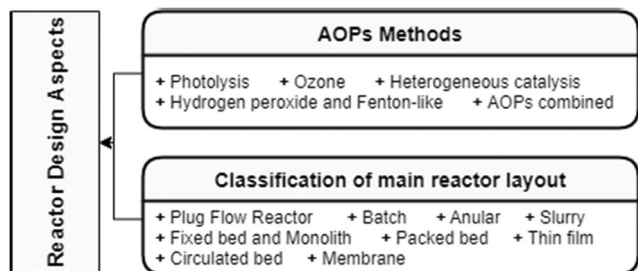 Reactor Design Aspects
AOPs Methods
+ Photolysis + Ozone + Heterogeneous catalysis
+ Hydrogen peroxide and Fenton-like + AOPs combined
Classification of main reactor layout
+ Plug Flow Reactor + Batch + Anular + Slurry
+ Fixed bed and Monolith + Packed bed + Thin film
+ Circulated bed + Membrane